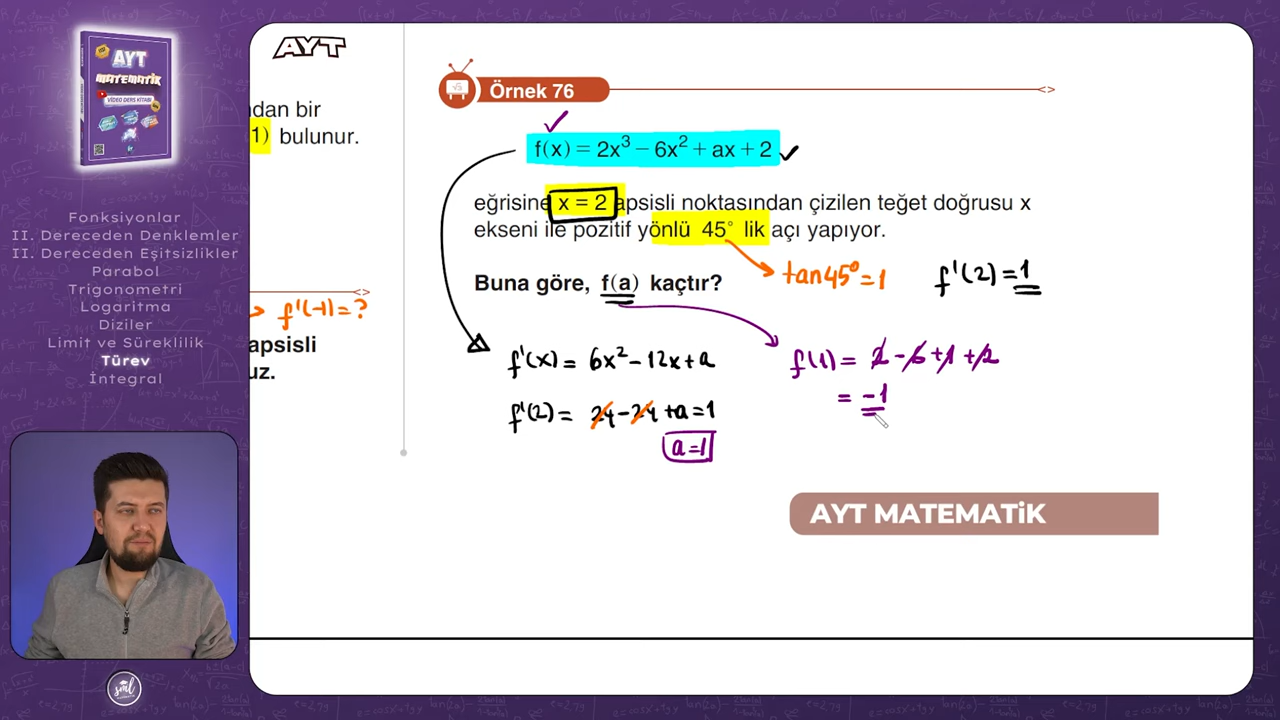 AYT
MATEMATİK
VİDEO DERS KİTABI
Fonksiyonlar
II. Dereceden Denklemler
II. Dereceden Eşitsizlikler
Parabol
Trigonometri
Logaritma
Diziler
Limit ve Süreklilik
Türev
İntegral
sml
AYT
ndan bir
1) bulunur.
f'(-1) = ?
apsisli
uz.
Örnek 76
f(x) = 2x³ − 6x² + ax + 2
eğrisine x = 2 apsisli noktasından çizilen teğet doğrusu x
ekseni ile pozitif yönlü 45° lik açı yapıyor.
tan45° = 1
f'(2) = 1
Buna göre, f(a) kaçtır?
f'(x) = 6x² − 12x + a
f'(2) = 24 − 24 + a = 1
a = 1
f(1) = 2 − 6 + 1 + 2
= −1
AYT MATEMATİK